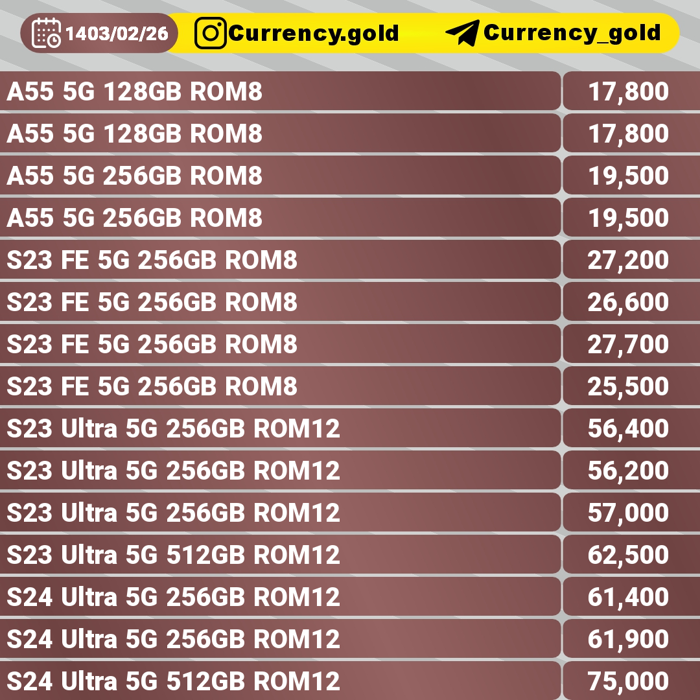 1403/02/26 Currency.gold Currency_gold
A55 5G 128GB ROM8 17,800
A55 5G 128GB ROM8 17,800
A55 5G 256GB ROM8 19,500
A55 5G 256GB ROM8 19,500
S23 FE 5G 256GB ROM8 27,200
S23 FE 5G 256GB ROM8 26,600
S23 FE 5G 256GB ROM8 27,700
S23 FE 5G 256GB ROM8 25,500
S23 Ultra 5G 256GB ROM12 56,400
S23 Ultra 5G 256GB ROM12 56,200
S23 Ultra 5G 256GB ROM12 57,000
S23 Ultra 5G 512GB ROM12 62,500
S24 Ultra 5G 256GB ROM12 61,400
S24 Ultra 5G 256GB ROM12 61,900
S24 Ultra 5G 512GB ROM12 75,000